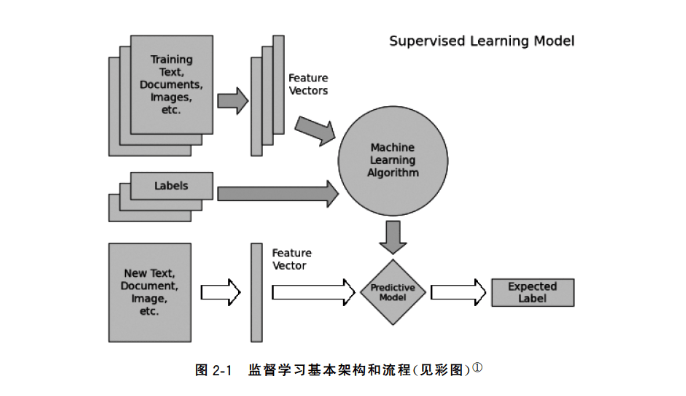 Supervised Learning Model
Training
Text,
Documents,
Images,
etc.
Feature
Vectors
Machine
Learning
Algorithm
Labels
New Text,
Document,
Image,
etc.
Feature
Vector
Predictive
Model
Expected
Label
图 2-1 监督学习基本架构和流程(见彩图)①